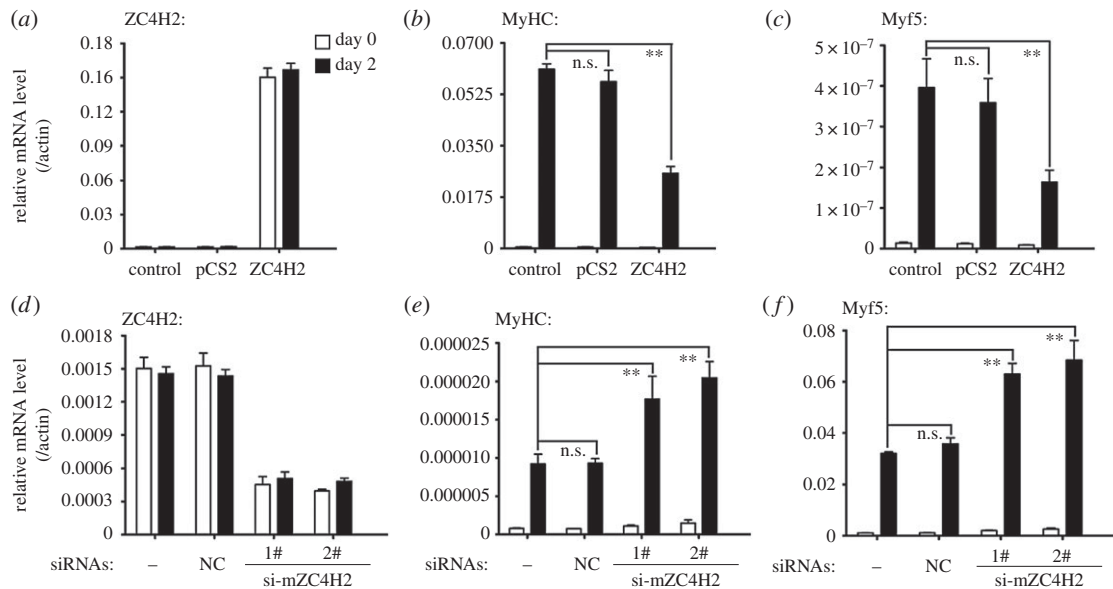 (a)
ZC4H2:
day 0
day 2
relative mRNA level
(/actin)
0.18
0.16
0.12
0.09
0.06
0.03
0
control pCS2 ZC4H2
(b)
MyHC:
0.0700
0.0525
0.0350
0.0175
0
n.s.
**
control pCS2 ZC4H2
(c)
Myf5:
5 × 10⁻⁷
4 × 10⁻⁷
3 × 10⁻⁷
2 × 10⁻⁷
1 × 10⁻⁷
0
n.s.
**
control pCS2 ZC4H2
(d)
ZC4H2:
relative mRNA level
(/actin)
0.0018
0.0015
0.0012
0.0009
0.0006
0.0003
0
siRNAs: – NC 1# 2#
si-mZC4H2
(e)
MyHC:
0.000025
0.000020
0.000015
0.000010
0.000005
0
n.s.
**
**
siRNAs: – NC 1# 2#
si-mZC4H2
(f)
Myf5:
0.08
0.06
0.04
0.02
0
n.s.
**
**
siRNAs: – NC 1# 2#
si-mZC4H2